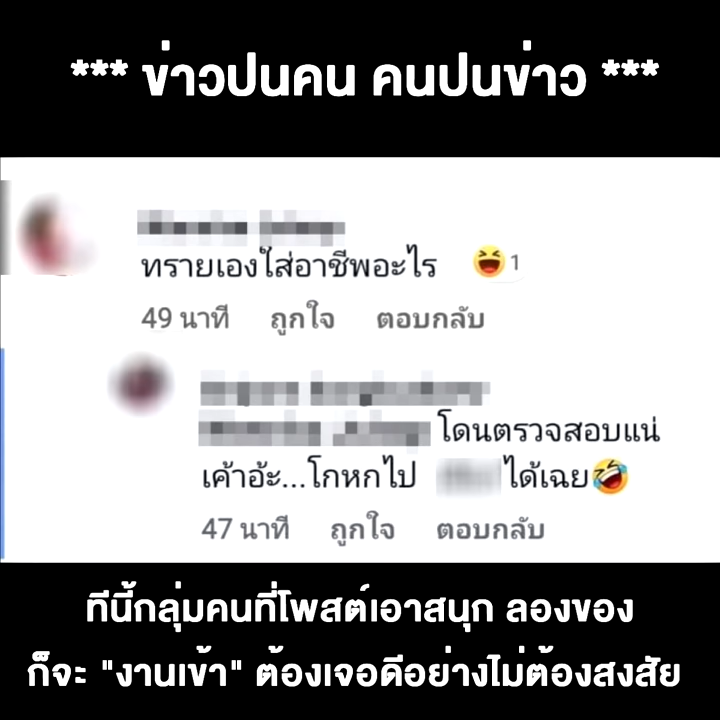 *** ข่าวปนคน คนปนข่าว ***
ทรายเองใส่อาชีพอะไร 1
49 นาที ถูกใจ ตอบกลับ
โดนตรวจสอบแน่
เค้าอ้ะ...โกหกไป ได้เฉย
47 นาที ถูกใจ ตอบกลับ
ทีนี้กลุ่มคนที่โพสต์เอาสนุก ลองของ
ก็จะ "งานเข้า" ต้องเจอดีอย่างไม่ต้องสงสัย